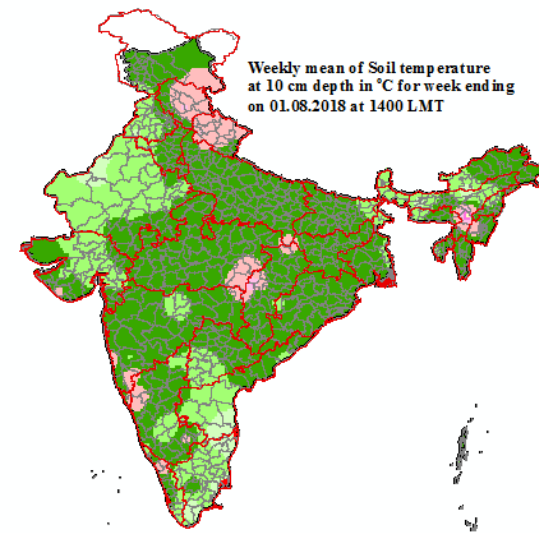 Weekly mean of Soil temperature
at 10 cm depth in °C for week ending
on 01.08.2018 at 1400 LMT